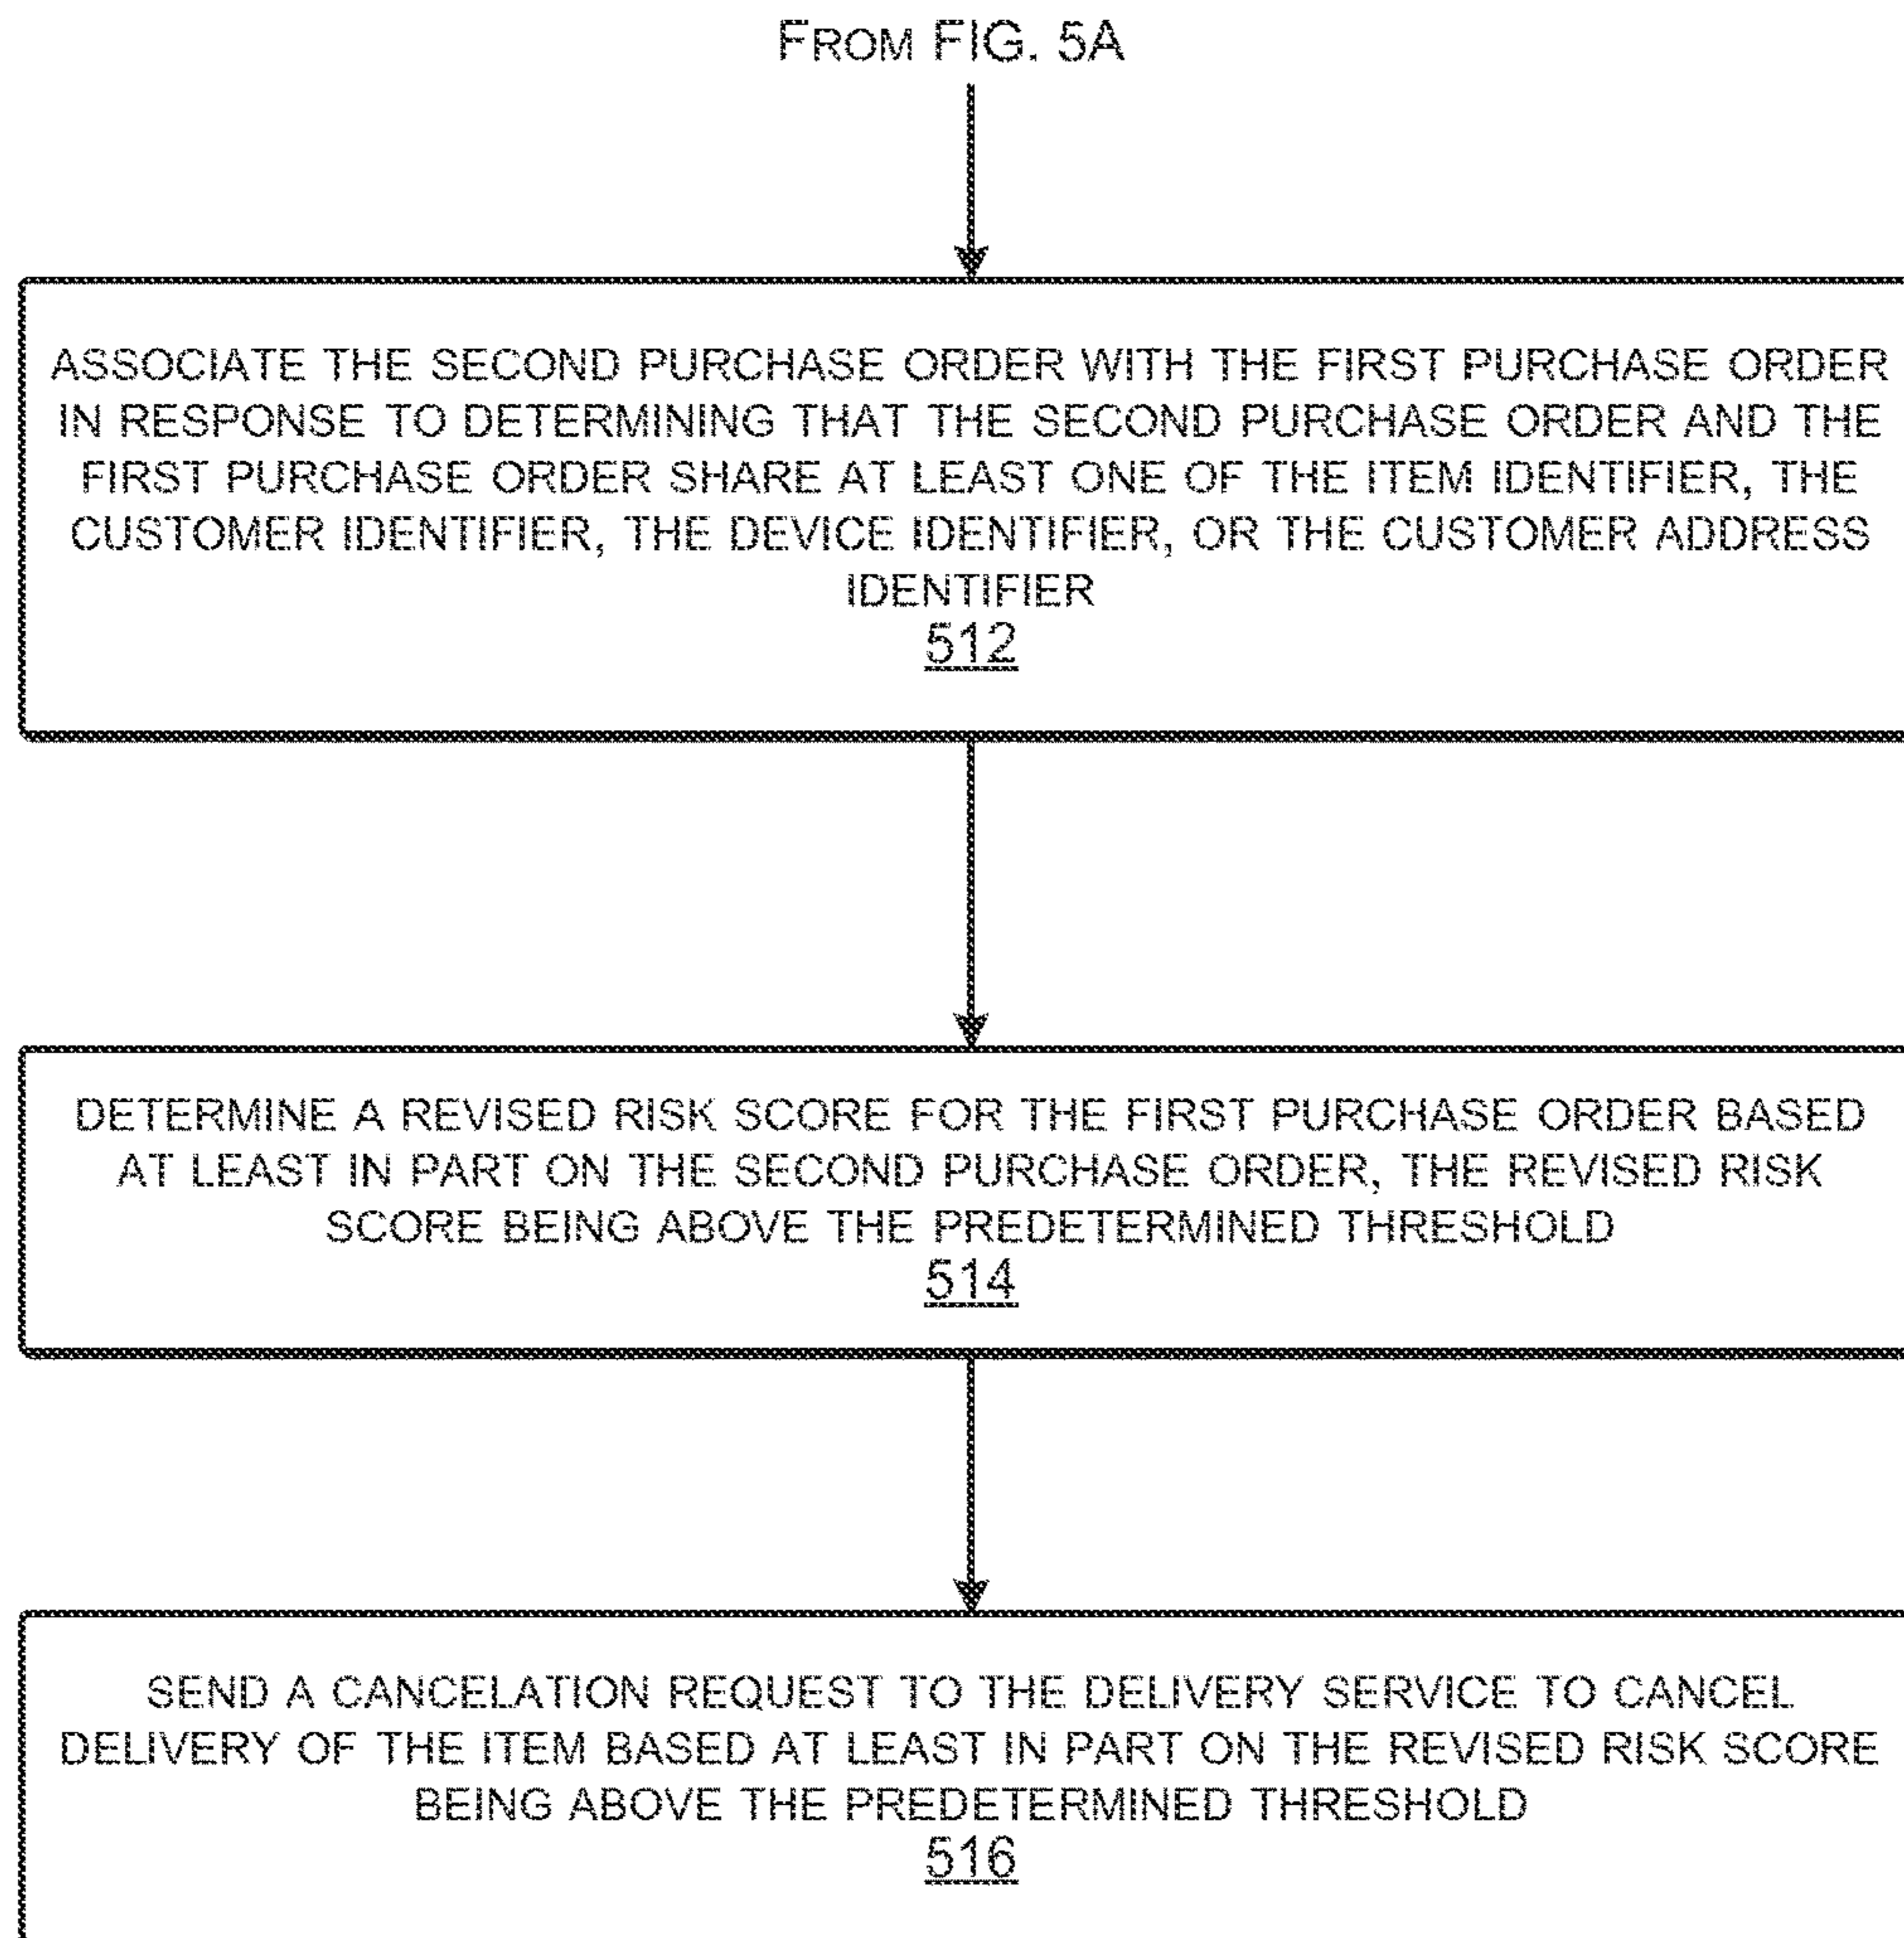 FROM FIG. 5A
ASSOCIATE THE SECOND PURCHASE ORDER WITH THE FIRST PURCHASE ORDER
IN RESPONSE TO DETERMINING THAT THE SECOND PURCHASE ORDER AND THE
FIRST PURCHASE ORDER SHARE AT LEAST ONE OF THE ITEM IDENTIFIER, THE
CUSTOMER IDENTIFIER, THE DEVICE IDENTIFIER, OR THE CUSTOMER ADDRESS
IDENTIFIER
512
DETERMINE A REVISED RISK SCORE FOR THE FIRST PURCHASE ORDER BASED
AT LEAST IN PART ON THE SECOND PURCHASE ORDER, THE REVISED RISK
SCORE BEING ABOVE THE PREDETERMINED THRESHOLD
514
SEND A CANCELATION REQUEST TO THE DELIVERY SERVICE TO CANCEL
DELIVERY OF THE ITEM BASED AT LEAST IN PART ON THE REVISED RISK SCORE
BEING ABOVE THE PREDETERMINED THRESHOLD
516